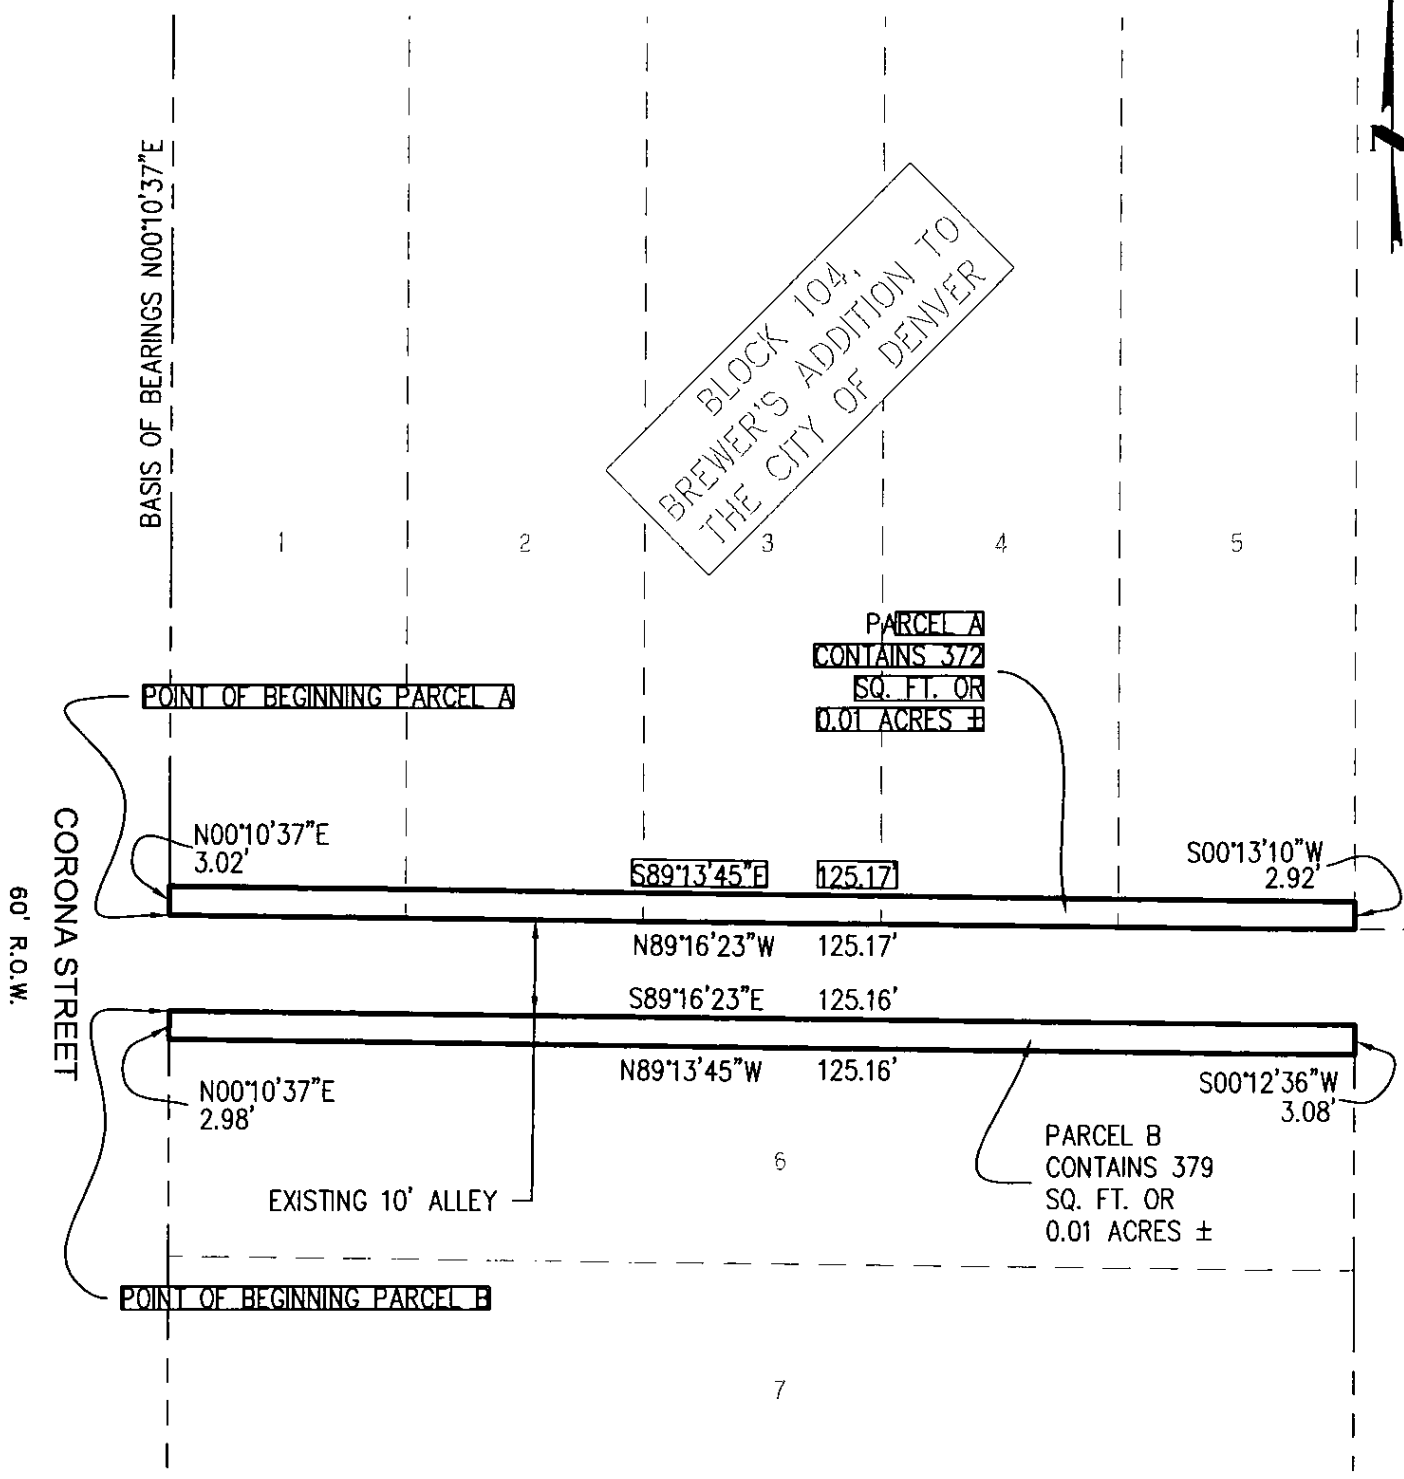 BASIS OF BEARINGS N00°10'37"E
BLOCK 104,
BREWER'S ADDITION TO
THE CITY OF DENVER
1
2
3
4
5
PARCEL A
CONTAINS 372
SQ. FT. OR
0.01 ACRES ±
POINT OF BEGINNING PARCEL A
N00°10'37"E
3.02'
S89°13'45"E 125.17'
S00°13'10"W
2.92'
N89°16'23"W 125.17'
CORONA STREET
60' R.O.W.
S89°16'23"E 125.16'
N89°13'45"W 125.16'
N00°10'37"E
2.98'
S00°12'36"W
3.08'
PARCEL B
CONTAINS 379
SQ. FT. OR
0.01 ACRES ±
6
EXISTING 10' ALLEY
POINT OF BEGINNING PARCEL B
7